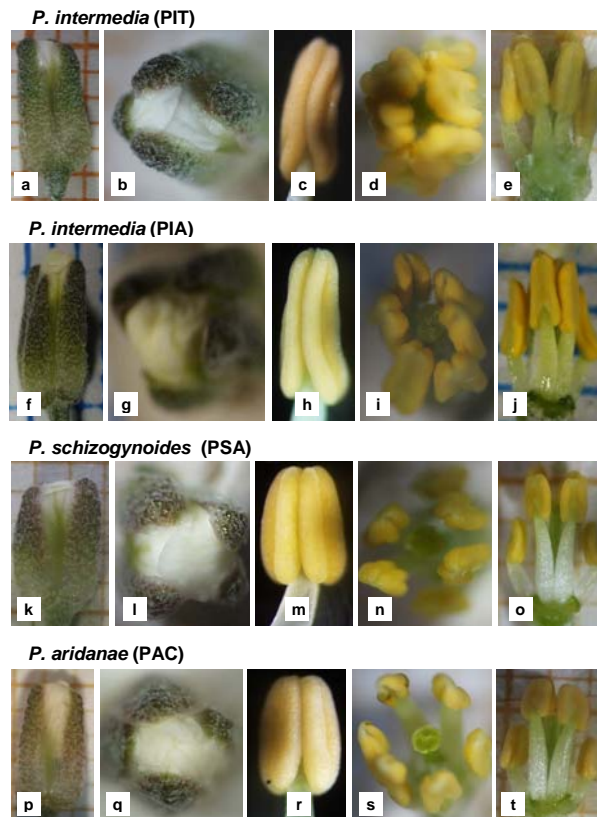 P. intermedia (PIT)
a b c d e
P. intermedia (PIA)
f g h i j
P. schizogynoides (PSA)
k l m n o
P. aridanae (PAC)
p q r s t